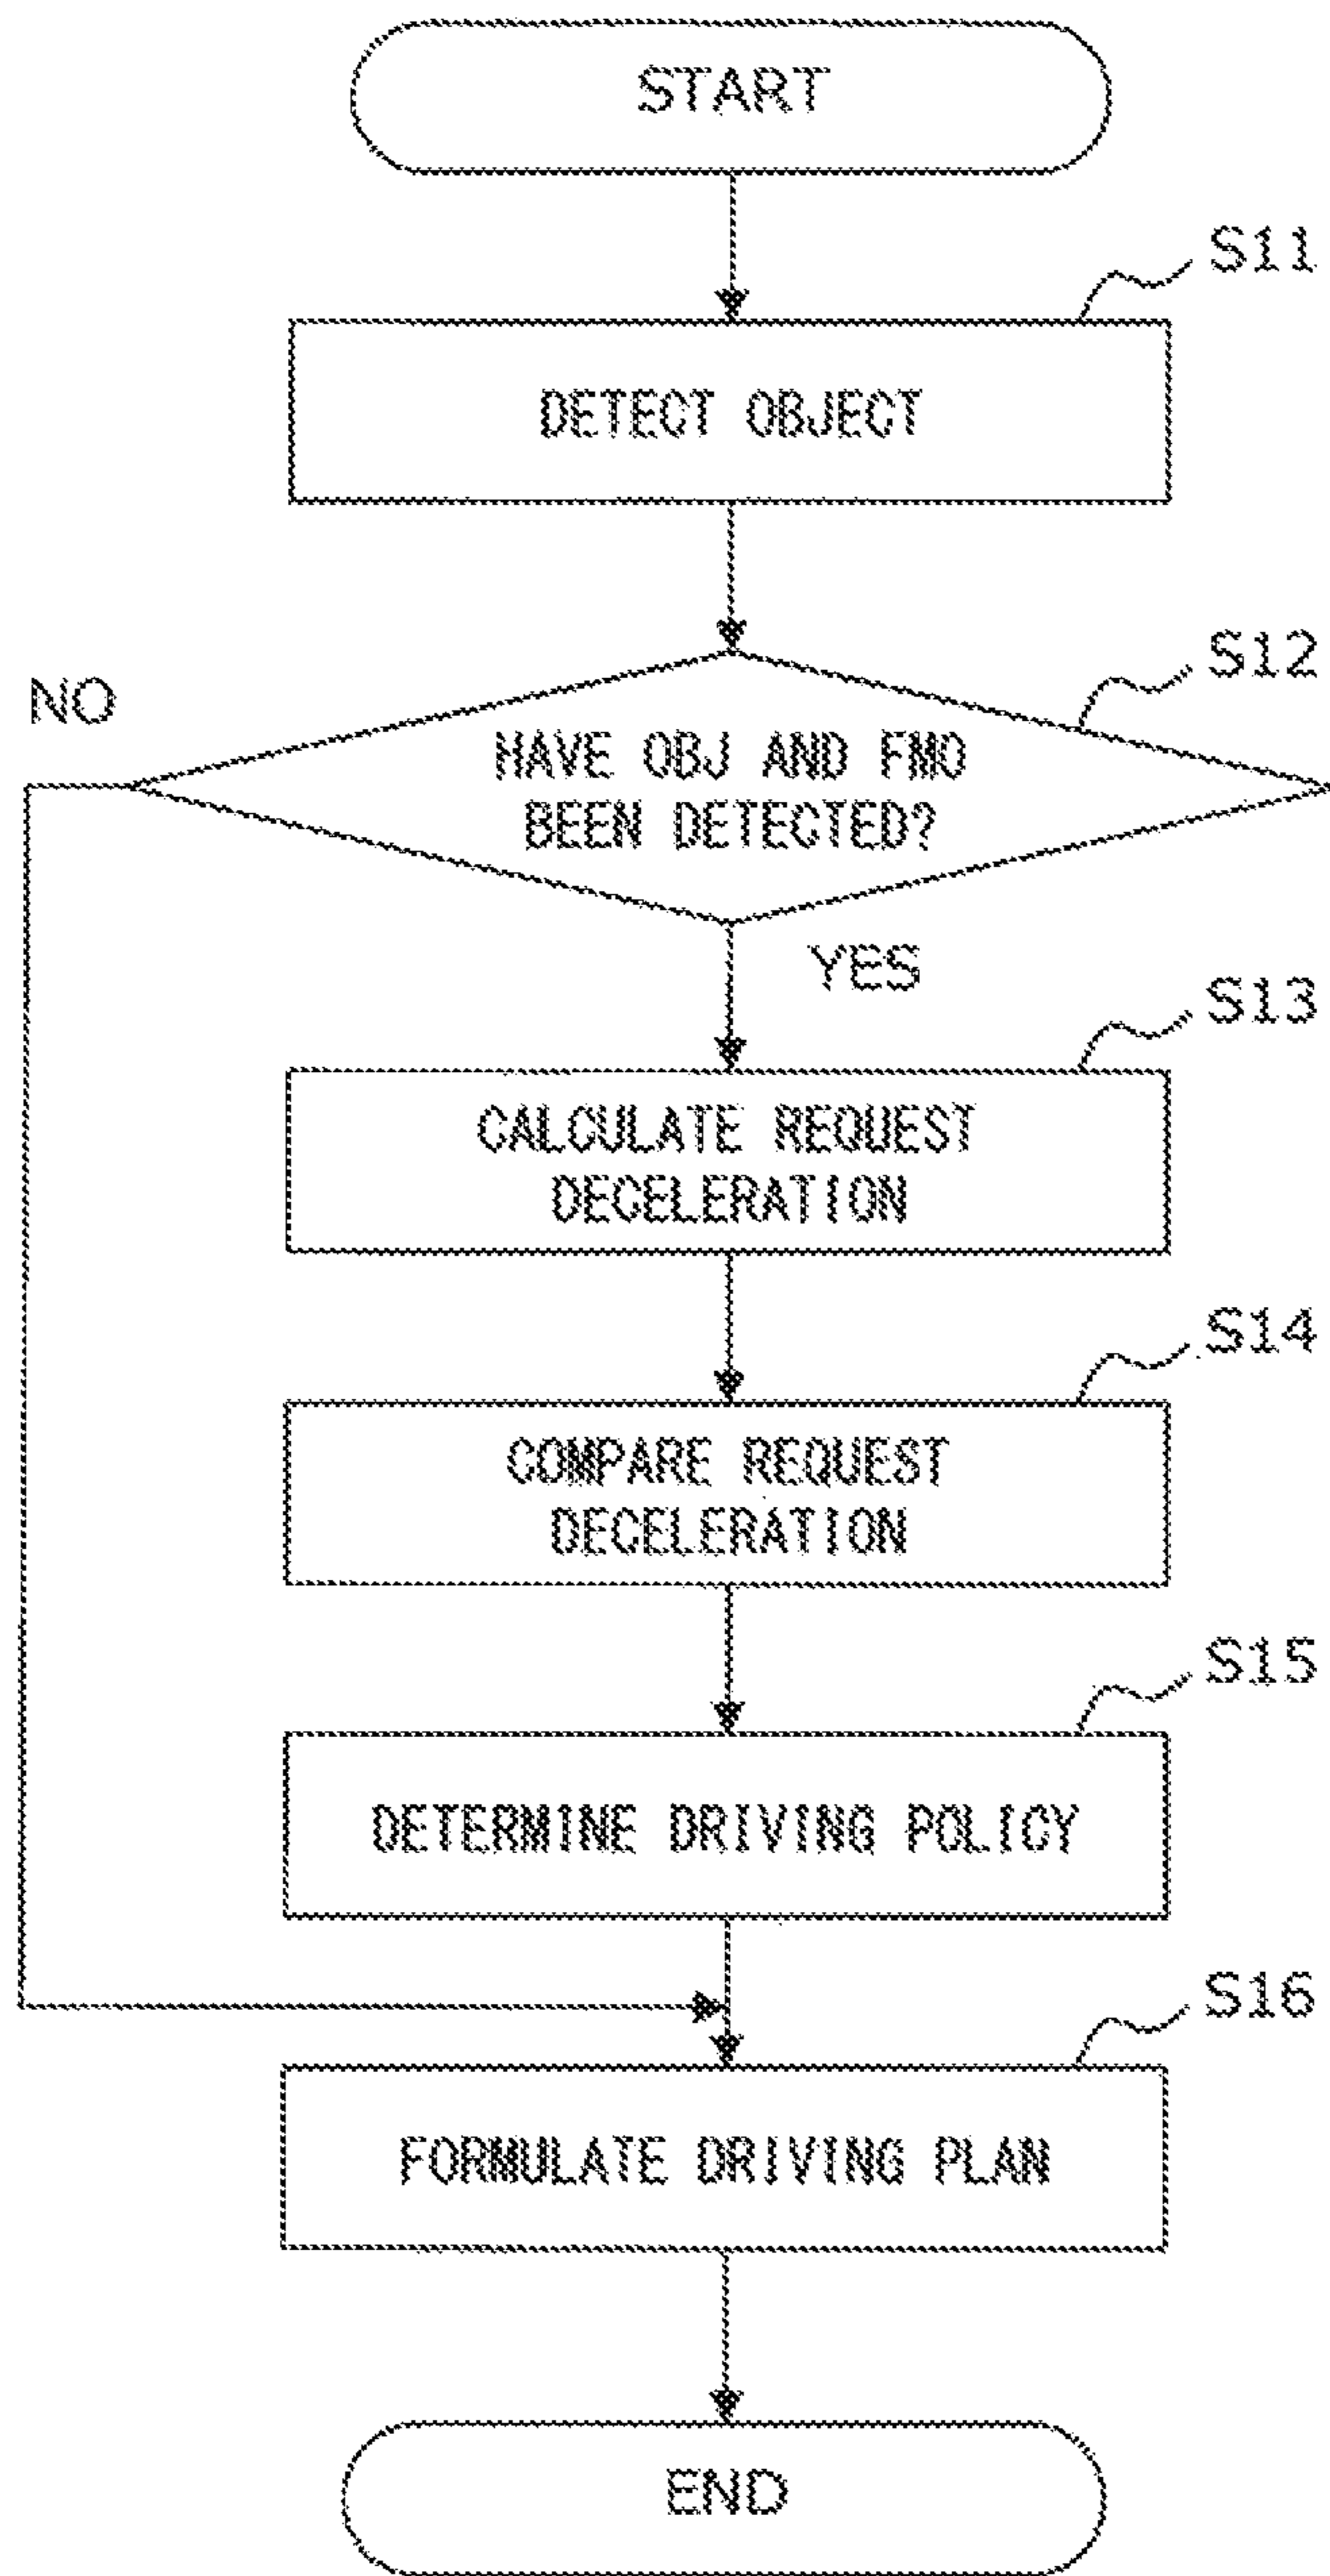 START
S11
DETECT OBJECT
S12
NO
HAVE OBJ AND FMO
BEEN DETECTED?
YES
S13
CALCULATE REQUEST
DECELERATION
S14
COMPARE REQUEST
DECELERATION
S15
DETERMINE DRIVING POLICY
S16
FORMULATE DRIVING PLAN
END